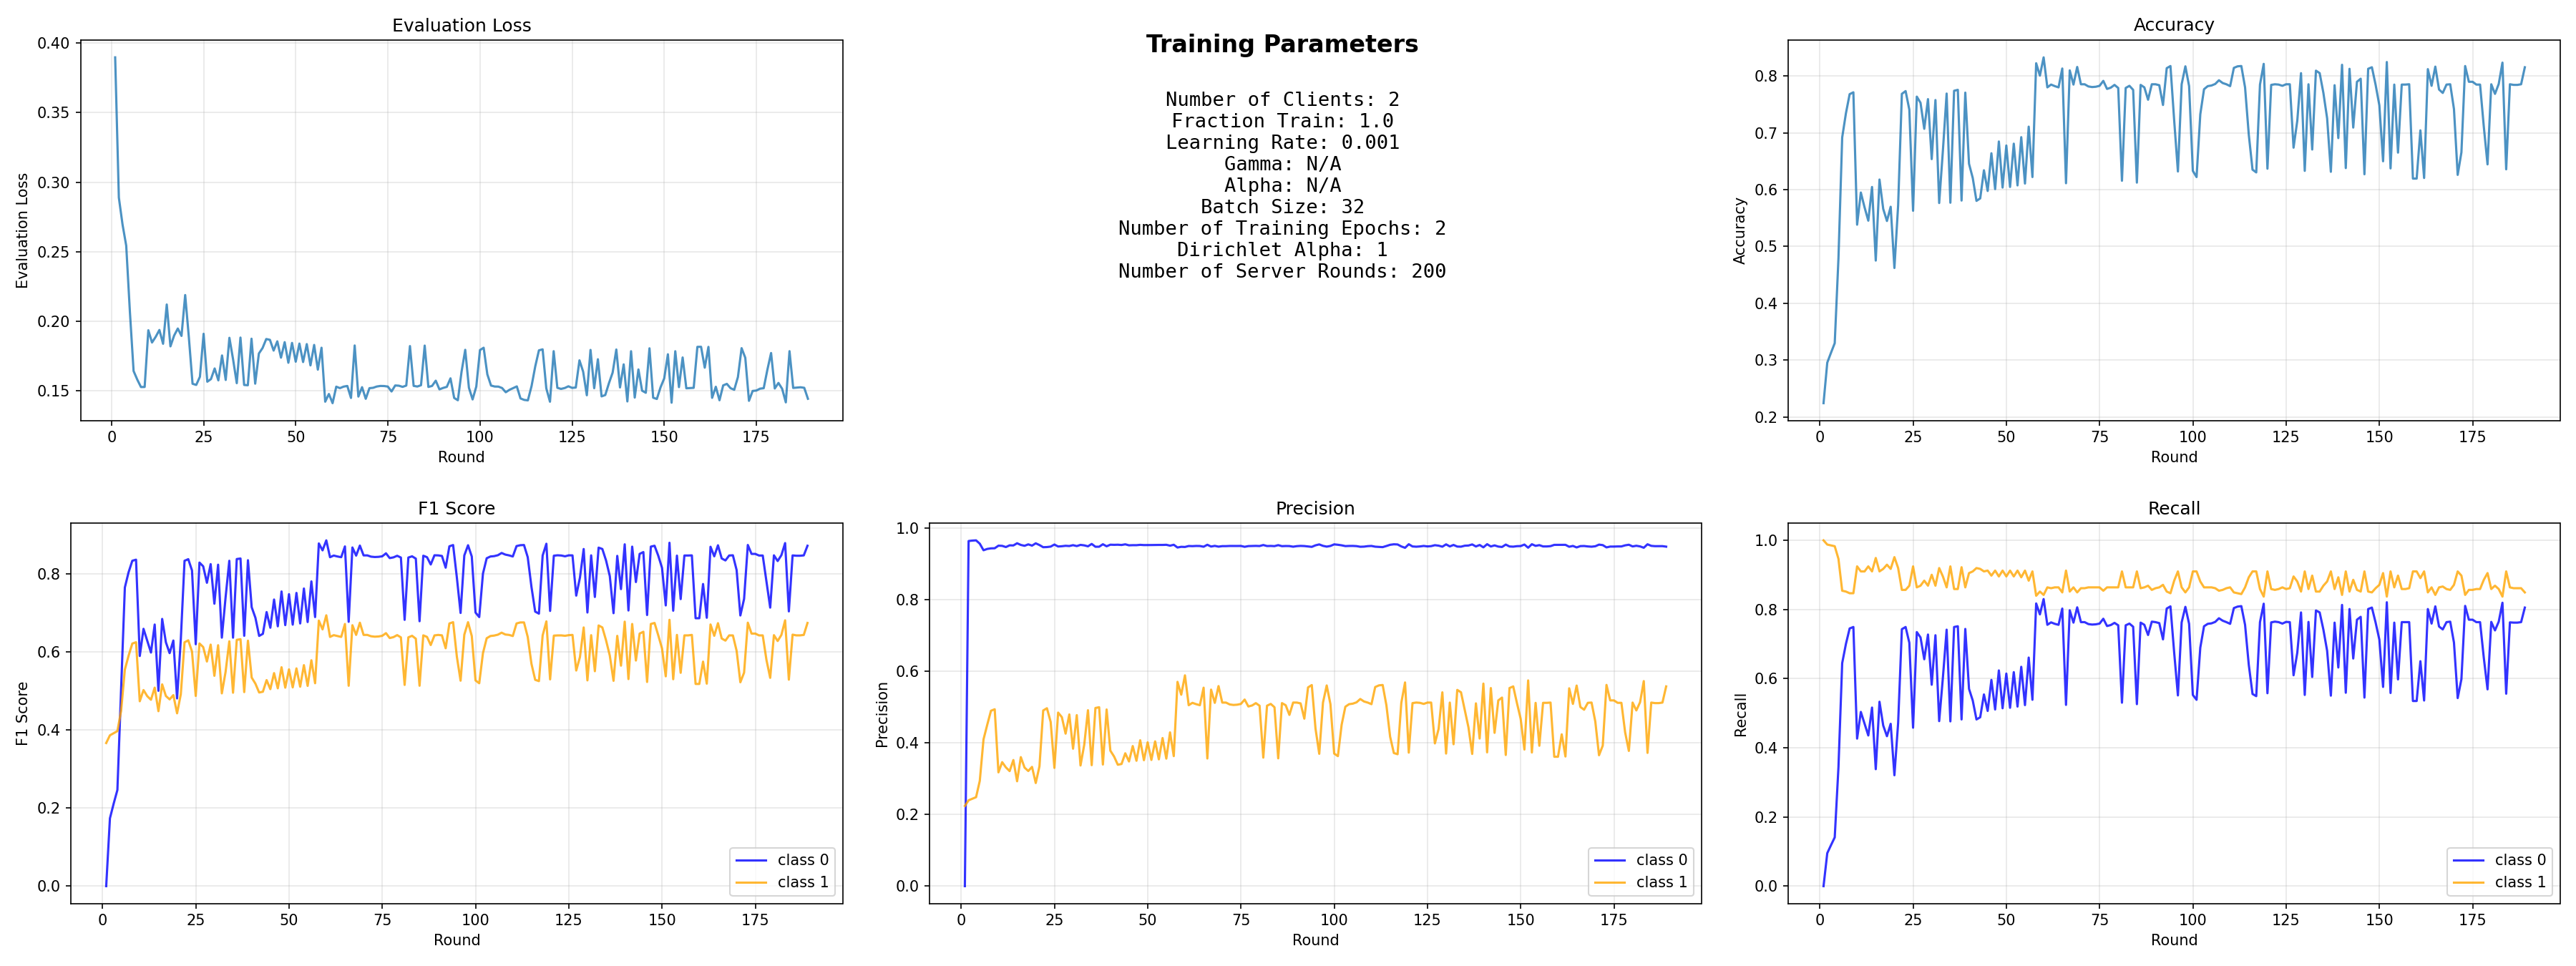 Evaluation Loss
0.40
0.35
0.30
0.25
0.20
0.15
Evaluation Loss
0 25 50 75 100 125 150 175
Round
Training Parameters
Number of Clients: 2
Fraction Train: 1.0
Learning Rate: 0.001
Gamma: N/A
Alpha: N/A
Batch Size: 32
Number of Training Epochs: 2
Dirichlet Alpha: 1
Number of Server Rounds: 200
Accuracy
0.8
0.7
0.6
0.5
0.4
0.3
0.2
Accuracy
0 25 50 75 100 125 150 175
Round
F1 Score
0.8
0.6
0.4
0.2
0.0
F1 Score
class 0
class 1
0 25 50 75 100 125 150 175
Round
Precision
1.0
0.8
0.6
0.4
0.2
0.0
Precision
class 0
class 1
0 25 50 75 100 125 150 175
Round
Recall
1.0
0.8
0.6
0.4
0.2
0.0
Recall
class 0
class 1
0 25 50 75 100 125 150 175
Round